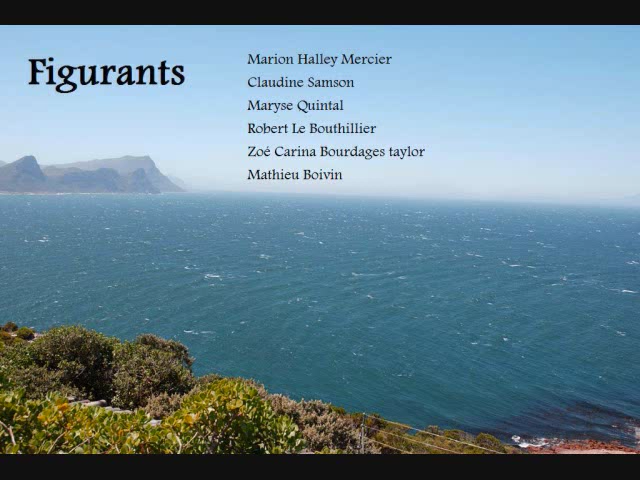 Figurants
Marion Halley Mercier
Claudine Samson
Maryse Quintal
Robert Le Bouthillier
Zoé Carina Bourdages taylor
Mathieu Boivin